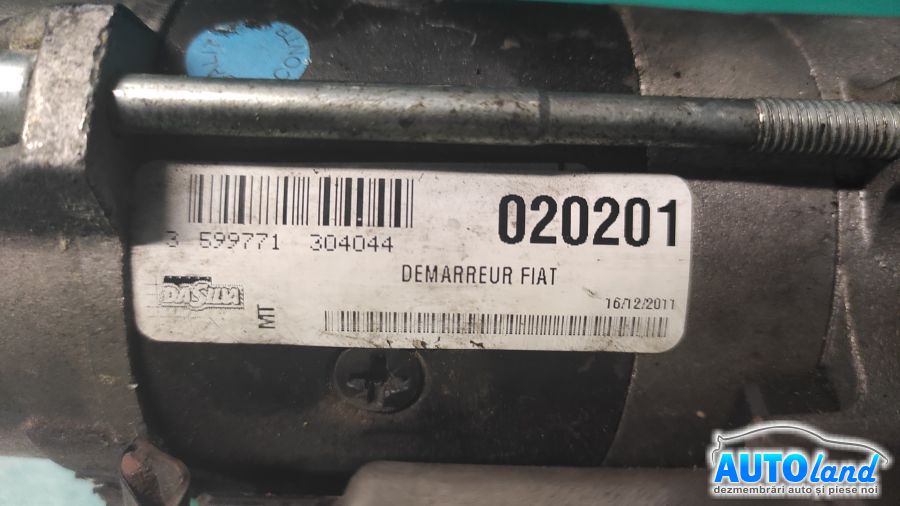 020201
3 599771 304044
DEMARREUR FIAT
DASILVA
MT
16/12/2011
AUTOland
dezmembrări auto și piese noi